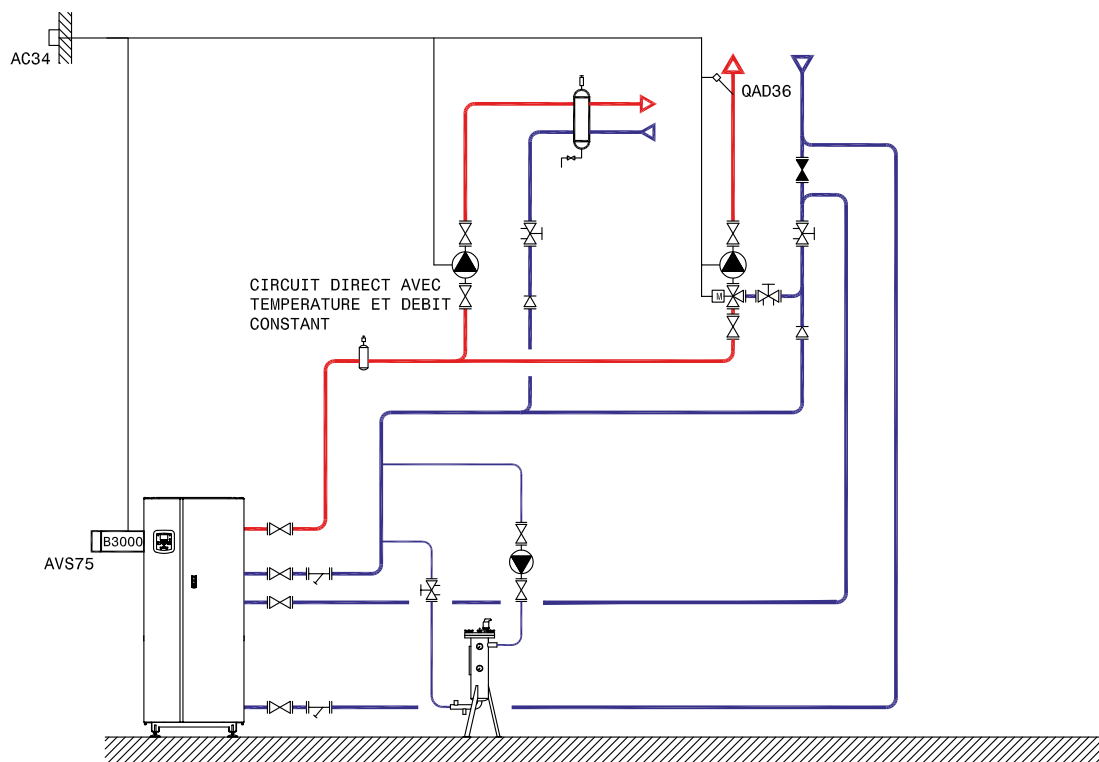 AC34
QAD36
CIRCUIT DIRECT AVEC
TEMPERATURE ET DEBIT
CONSTANT
M
B3000
AVS75